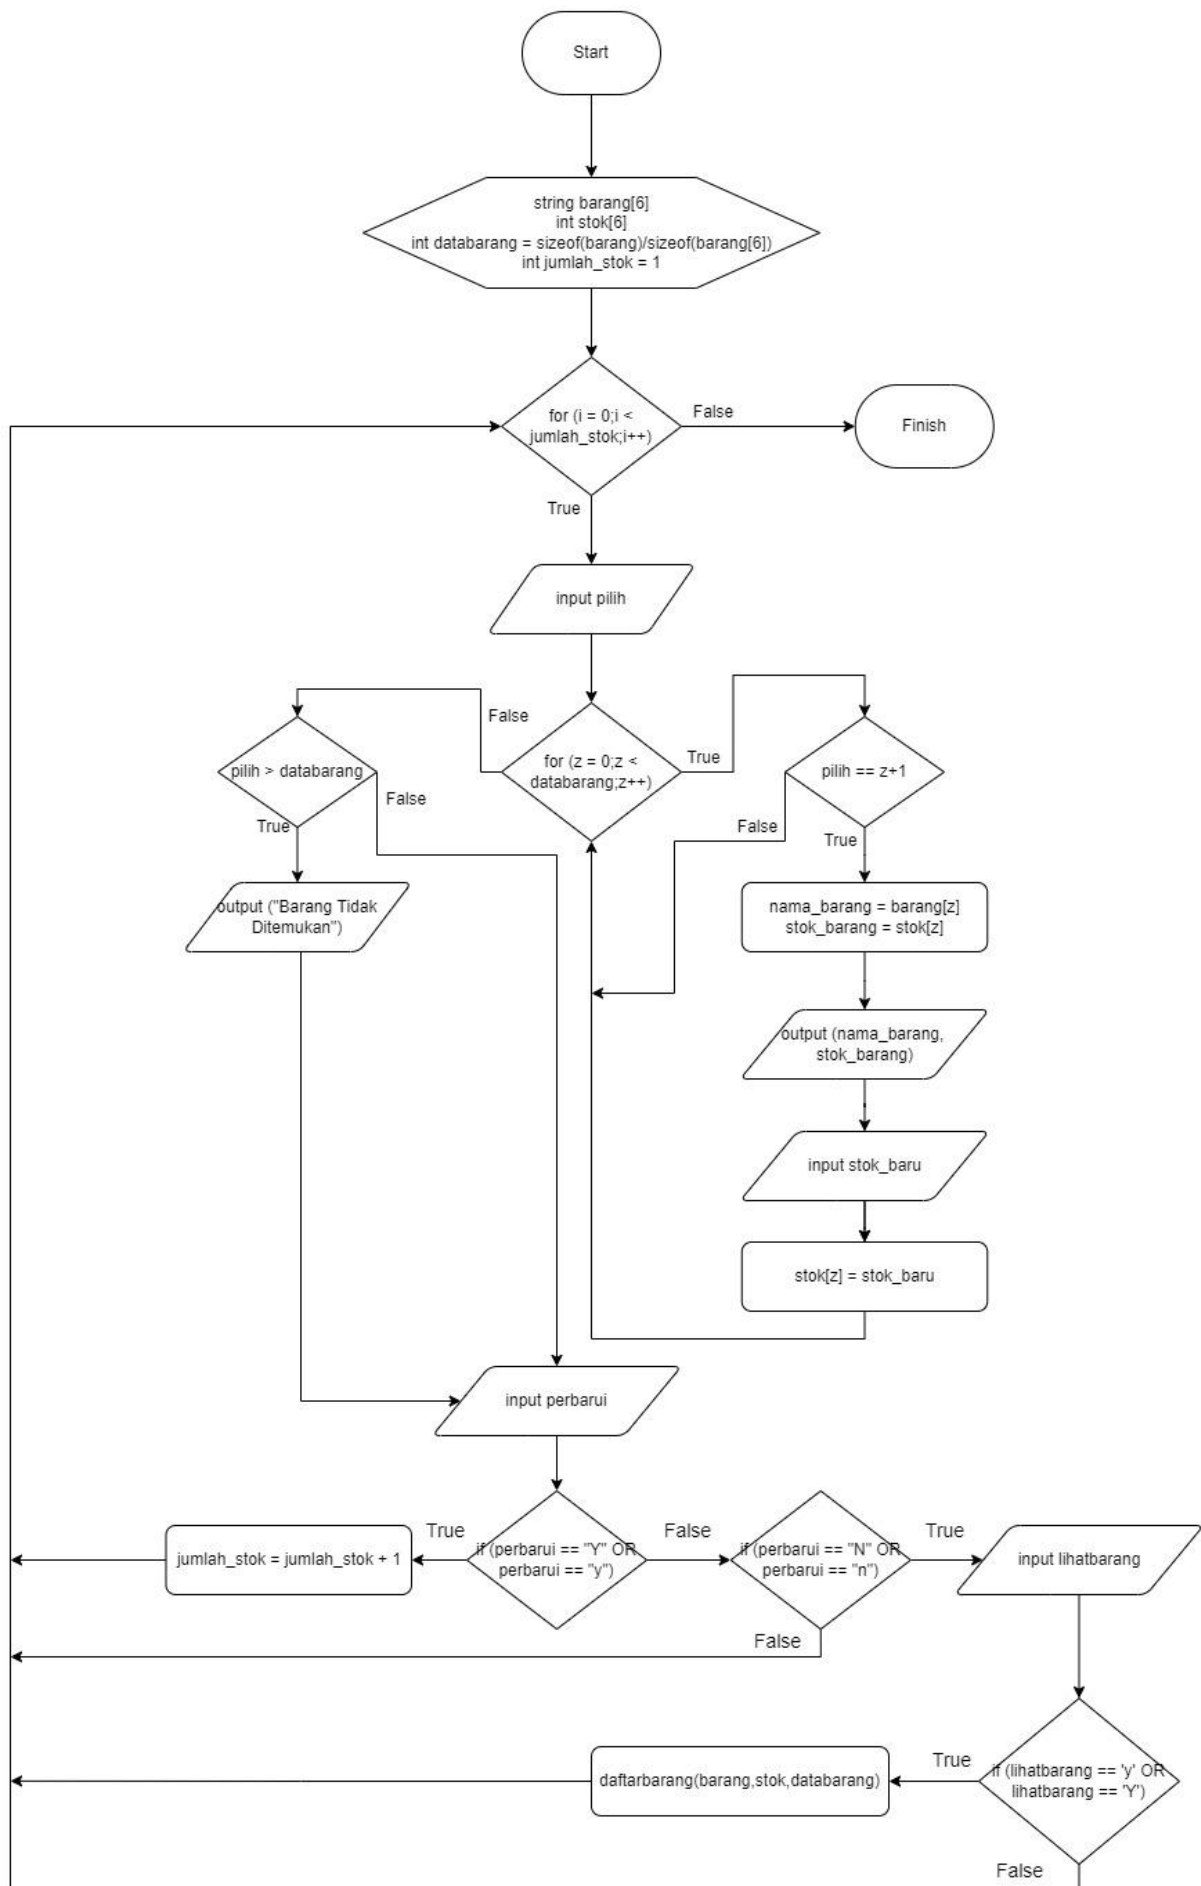 Start
string barang[6]
int stok[6]
int databarang = sizeof(barang)/sizeof(barang[6])
int jumlah_stok = 1
for (i = 0;i <
jumlah_stok;i++)
False
Finish
True
input pilih
False
pilih > databarang
for (z = 0;z <
databarang;z++)
True
pilih == z+1
False
True
False
True
output ("Barang Tidak
Ditemukan")
nama_barang = barang[z]
stok_barang = stok[z]
output (nama_barang,
stok_barang)
input stok_baru
stok[z] = stok_baru
input perbarui
jumlah_stok = jumlah_stok + 1
True
if (perbarui == "Y" OR
perbarui == "y")
False
if (perbarui == "N" OR
perbarui == "n")
True
input lihatbarang
False
daftarbarang(barang,stok,databarang)
True
if (lihatbarang == 'y' OR
lihatbarang == 'Y')
False